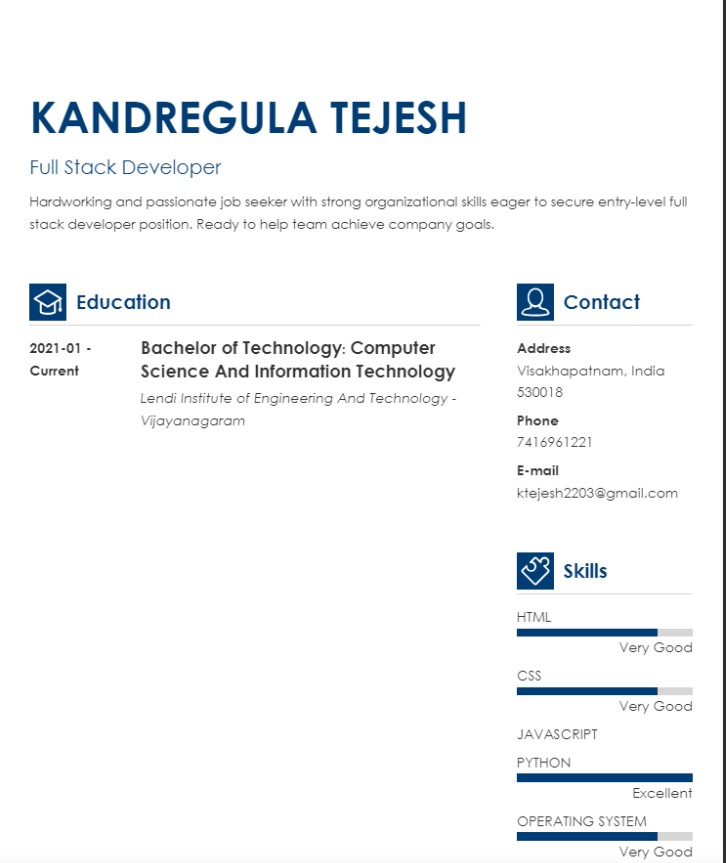 KANDREGULA TEJESH
Full Stack Developer
Hardworking and passionate job seeker with strong organizational skills eager to secure entry-level full
stack developer position. Ready to help team achieve company goals.
Education
2021-01 -
Current
Bachelor of Technology: Computer
Science And Information Technology
Lendi Institute of Engineering And Technology -
Vijayanagaram
Contact
Address
Visakhapatnam, India
530018
Phone
7416961221
E-mail
ktejesh2203@gmail.com
Skills
HTML
Very Good
CSS
Very Good
JAVASCRIPT
PYTHON
Excellent
OPERATING SYSTEM
Very Good